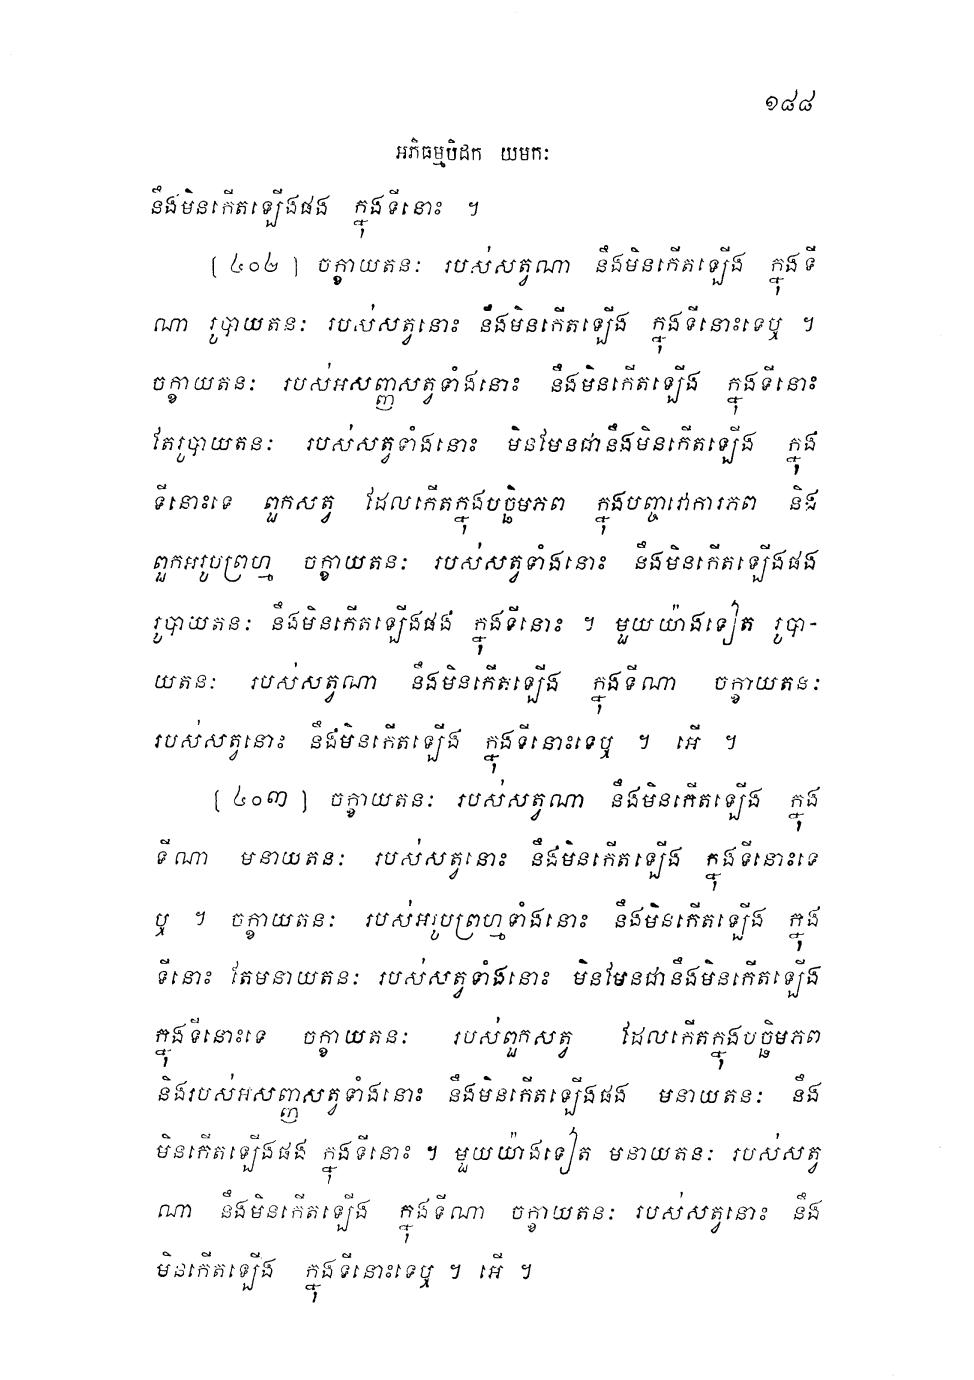 ១៨៨
អភិធម្មបិដក យមកៈ
នឹងមិនកើតឡើងផង ក្នុងទីនោះ ។
(៤០២) ចក្ខាយតនៈ របស់សត្វណា នឹងមិនកើតឡើង ក្នុងទី
ណា រូបាយតនៈ របស់សត្វនោះ នឹងមិនកើតឡើង ក្នុងទីនោះទេឬ ។
ចក្ខាយតនៈ របស់អសញ្ញសត្វទាំងនោះ នឹងមិនកើតឡើង ក្នុងទីនោះ
តែរូបាយតនៈ របស់សត្វទាំងនោះ មិនមែនជានឹងមិនកើតឡើង ក្នុង
ទីនោះទេ ពួកសត្វ ដែលកើតក្នុងបច្ឆិមភព ក្នុងបញ្ចវោការភព និង
ពួកអរូបព្រហ្ម ចក្ខាយតនៈ របស់សត្វទាំងនោះ នឹងមិនកើតឡើងផង
រូបាយតនៈ នឹងមិនកើតឡើងផង ក្នុងទីនោះ ។ មួយយ៉ាងទៀត រូបា-
យតនៈ របស់សត្វណា នឹងមិនកើតឡើង ក្នុងទីណា ចក្ខាយតនៈ
របស់សត្វនោះ នឹងមិនកើតឡើង ក្នុងទីនោះទេឬ ។ អើ ។
(៤០៣) ចក្ខាយតនៈ របស់សត្វណា នឹងមិនកើតឡើង ក្នុង
ទីណា មនាយតនៈ របស់សត្វនោះ នឹងមិនកើតឡើង ក្នុងទីនោះទេ
ឬ ។ ចក្ខាយតនៈ របស់អរូបព្រហ្មទាំងនោះ នឹងមិនកើតឡើង ក្នុង
ទីនោះ តែមនាយតនៈ របស់សត្វទាំងនោះ មិនមែនជានឹងមិនកើតឡើង
ក្នុងទីនោះទេ ចក្ខាយតនៈ របស់ពួកសត្វ ដែលកើតក្នុងបច្ឆិមភព
និងរបស់អសញ្ញសត្វទាំងនោះ នឹងមិនកើតឡើងផង មនាយតនៈ នឹង
មិនកើតឡើងផង ក្នុងទីនោះ ។ មួយយ៉ាងទៀត មនាយតនៈ របស់សត្វ
ណា នឹងមិនកើតឡើង ក្នុងទីណា ចក្ខាយតនៈ របស់សត្វនោះ នឹង
មិនកើតឡើង ក្នុងទីនោះទេឬ ។ អើ ។